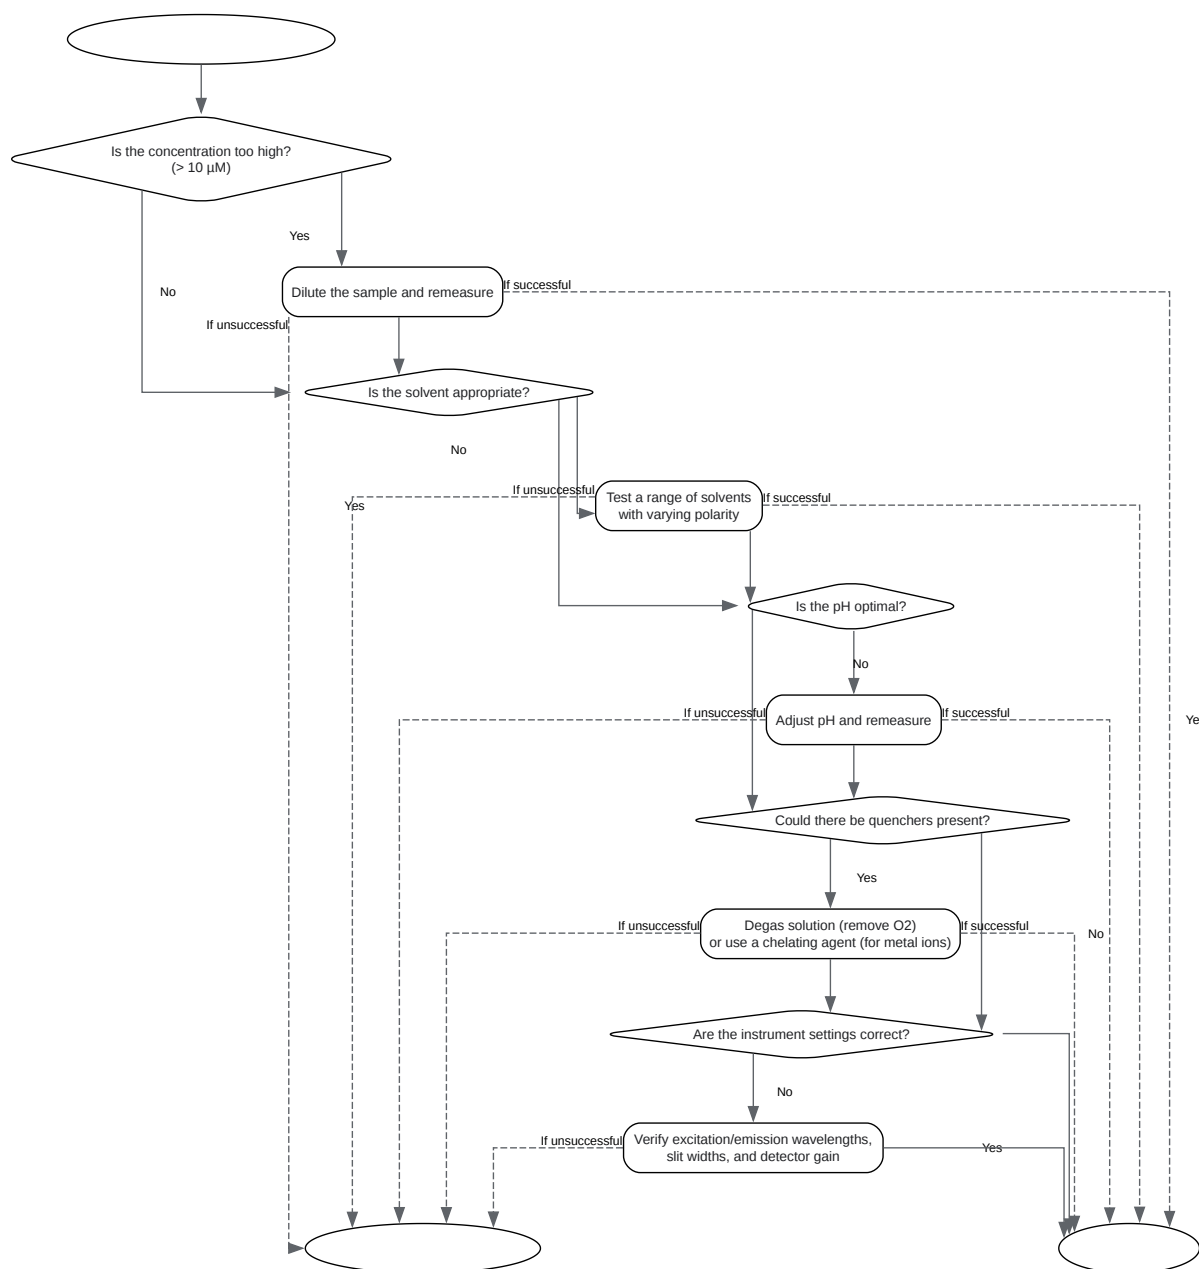 Is the concentration too high?
(> 10 µM)
Yes
No
Dilute the sample and remeasure
If successful
If unsuccessful
Is the solvent appropriate?
No
If unsuccessful
Yes
Test a range of solvents
with varying polarity
If successful
Is the pH optimal?
No
If unsuccessful
Adjust pH and remeasure
If successful
Ye
Could there be quenchers present?
Yes
If unsuccessful
Degas solution (remove O2)
or use a chelating agent (for metal ions)
If successful
No
Are the instrument settings correct?
No
If unsuccessful
Verify excitation/emission wavelengths,
slit widths, and detector gain
Yes